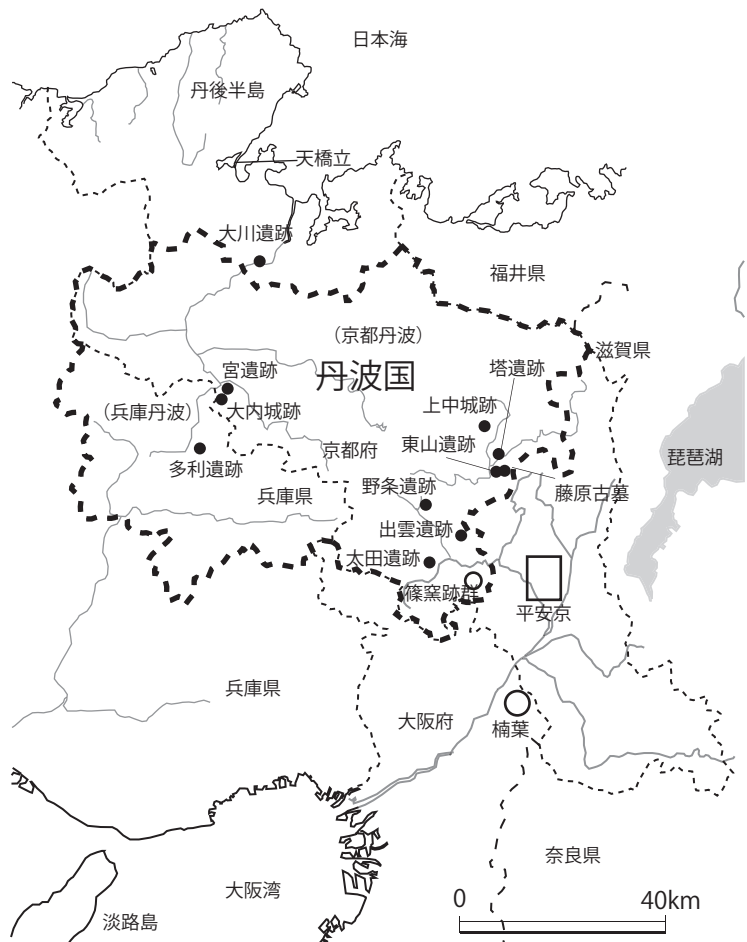 日本海
丹後半島
天橋立
大川遺跡
福井県
（京都丹波）
滋賀県
塔遺跡
宮遺跡
丹波国
（兵庫丹波）
大内城跡
上中城跡
東山遺跡
京都府
琵琶湖
多利遺跡
野条遺跡
藤原古墓
兵庫県
出雲遺跡
太田遺跡
篠窯跡群
平安京
兵庫県
大阪府
楠葉
奈良県
大阪湾
淡路島
0
40km